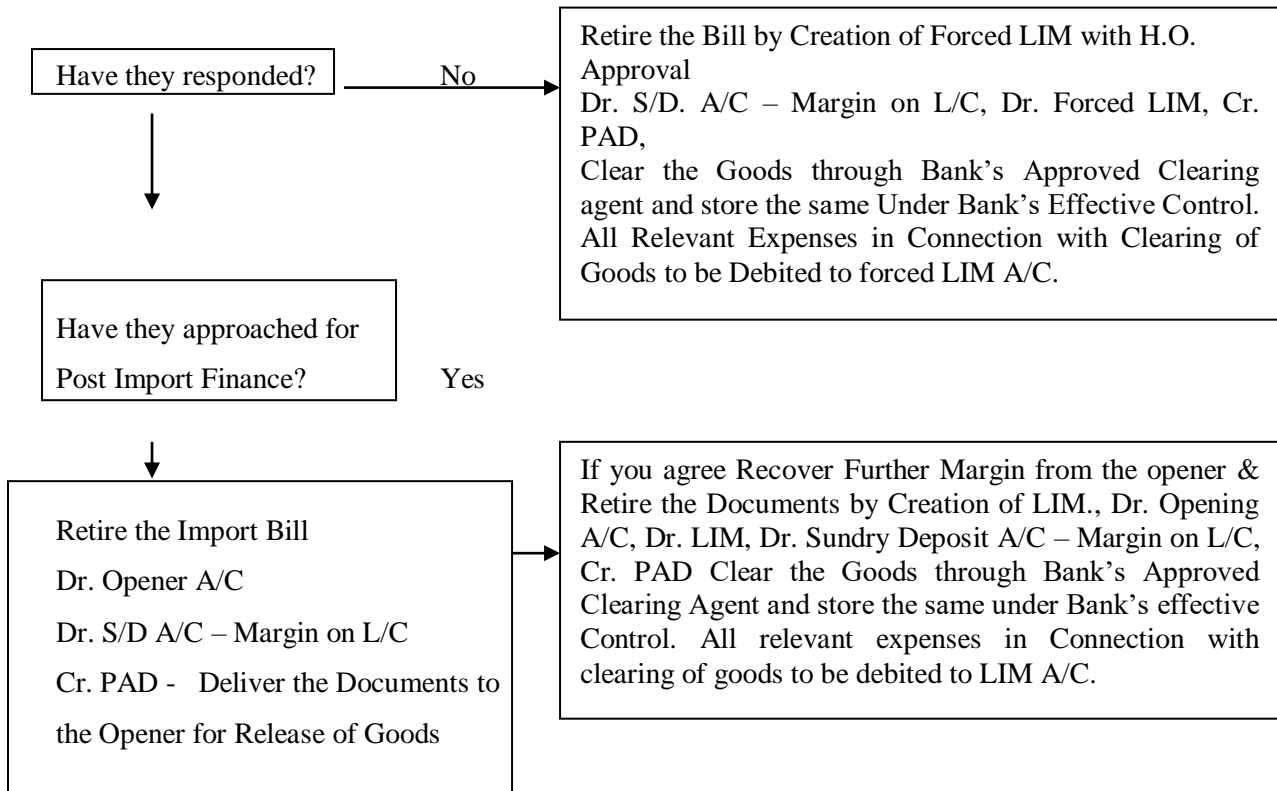 Have they responded?
No
Retire the Bill by Creation of Forced LIM with H.O.
Approval
Dr. S/D. A/C – Margin on L/C, Dr. Forced LIM, Cr.
PAD,
Clear the Goods through Bank’s Approved Clearing
agent and store the same Under Bank’s Effective Control.
All Relevant Expenses in Connection with Clearing of
Goods to be Debited to forced LIM A/C.
Have they approached for
Post Import Finance?
Yes
Retire the Import Bill
Dr. Opener A/C
Dr. S/D A/C – Margin on L/C
Cr. PAD - Deliver the Documents to
the Opener for Release of Goods
If you agree Recover Further Margin from the opener &
Retire the Documents by Creation of LIM., Dr. Opening
A/C, Dr. LIM, Dr. Sundry Deposit A/C – Margin on L/C,
Cr. PAD Clear the Goods through Bank’s Approved
Clearing Agent and store the same under Bank’s effective
Control. All relevant expenses in Connection with
clearing of goods to be debited to LIM A/C.